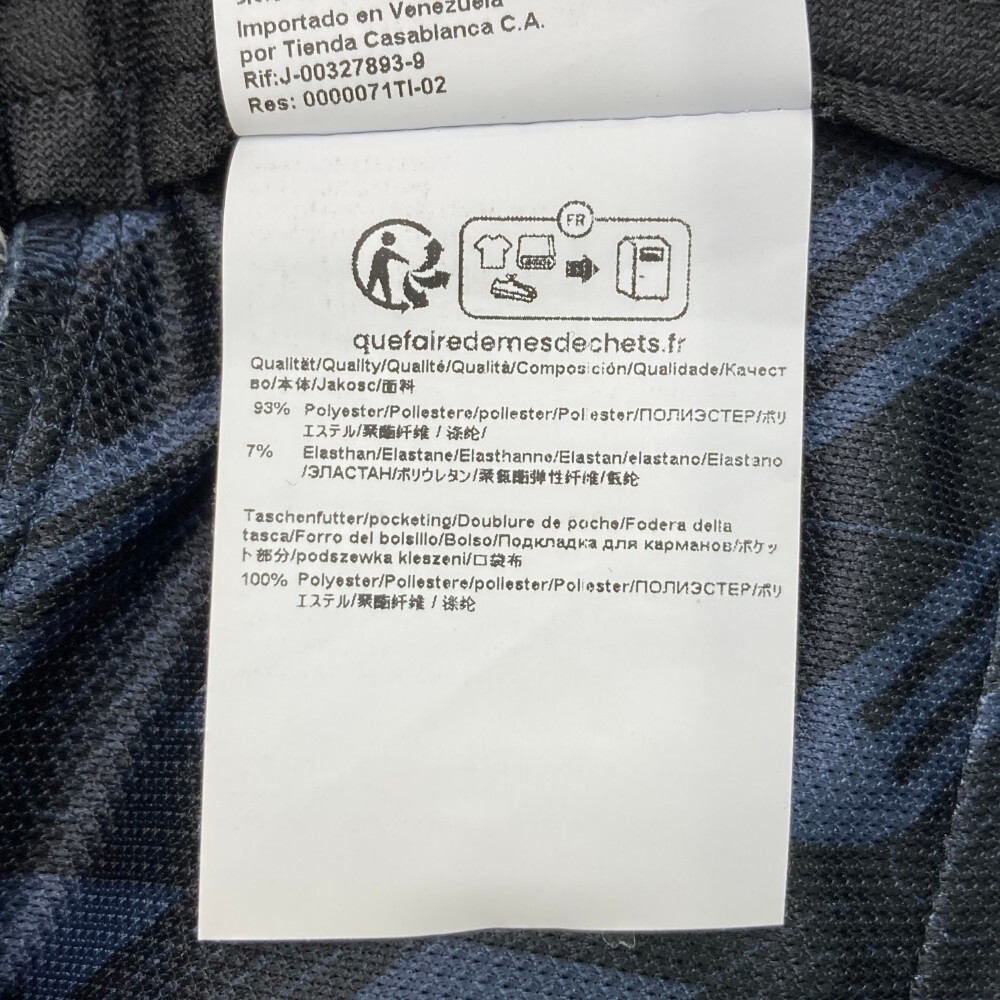 Importado en Venezuela
por Tienda Casablanca C.A.
Rif:J-00327893-9
Res: 0000071TI-02
FR
quefairedemesdechets.fr
Qualität/Quality/Qualité/Qualità/Composición/Qualidade/Качест
во/本体/Jakosc/面料
93% Polyester/Poliestere/poliester/Poliester/ПОЛИЭСТЕР/ポリ
エステル/聚酯纤维 / 涤纶/
7% Elasthan/Elastane/Elasthanne/Elastan/elastano/Elastano
/ЭЛАСТАН/ポリウレタン/聚氨酯弹性纤维/氨纶
Taschenfutter/pocketing/Doublure de poche/Fodera della
tasca/Forro del bolsillo/Bolso/Подкладка для карманов/ポケッ
ト部分/podszewka kieszeni/口袋布
100% Polyester/Poliestere/poliester/Poliester/ПОЛИЭСТЕР/ポリ
エステル/聚酯纤维 / 涤纶